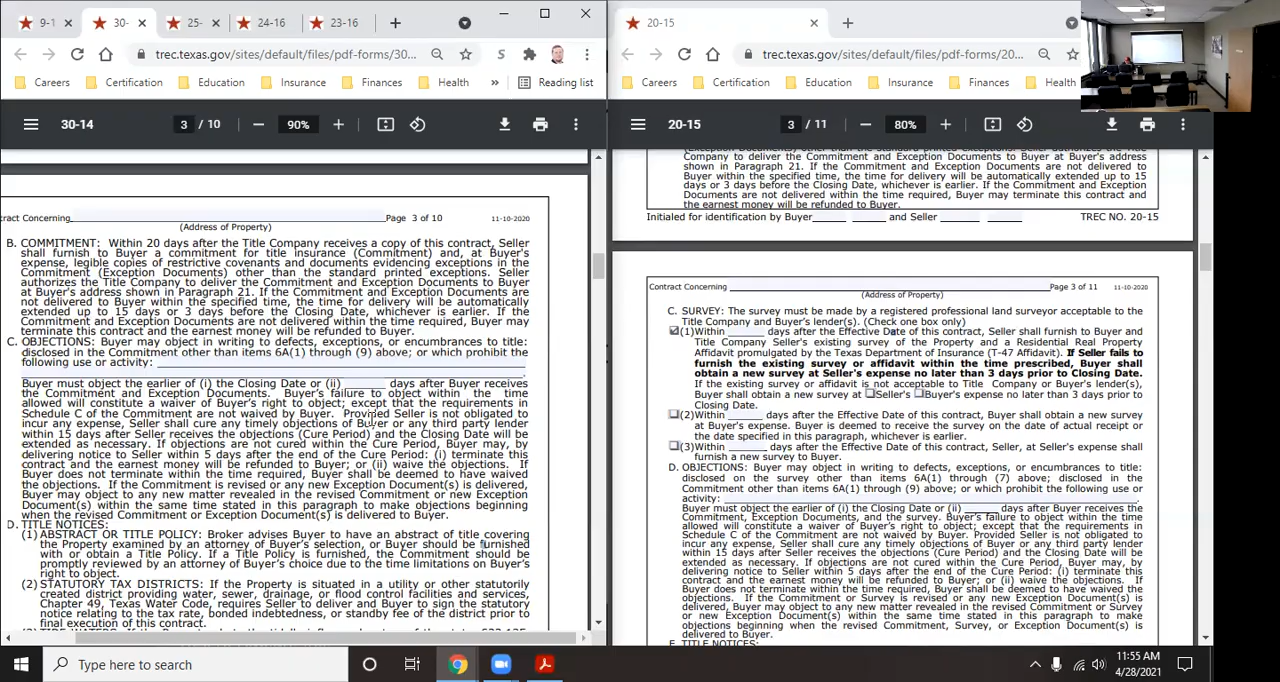 9-1
30-
25-
24-16
23-16
trec.texas.gov/sites/default/files/pdf-forms/30...
Careers
Certification
Education
Insurance
Finances
Health
»
Reading list
30-14
3 / 10
90%
ract Concerning
Page 3 of 10
11-10-2020
(Address of Property)
B. COMMITMENT: Within 20 days after the Title Company receives a copy of this contract, Seller
shall furnish to Buyer a commitment for title insurance (Commitment) and, at Buyer's
expense, legible copies of restrictive covenants and documents evidencing exceptions in the
Commitment (Exception Documents) other than the standard printed exceptions. Seller
authorizes the Title Company to deliver the Commitment and Exception Documents to Buyer
at Buyer's address shown in Paragraph 21. If the Commitment and Exception Documents are
not delivered to Buyer within the specified time, the time for delivery will be automatically
extended up to 15 days or 3 days before the Closing Date, whichever is earlier. If the
Commitment and Exception Documents are not delivered within the time required, Buyer may
terminate this contract and the earnest money will be refunded to Buyer.
C. OBJECTIONS: Buyer may object in writing to defects, exceptions, or encumbrances to title:
disclosed in the Commitment other than items 6A(1) through (9) above; or which prohibit the
following use or activity:
Buyer must object the earlier of (i) the Closing Date or (ii) days after Buyer receives
the Commitment and Exception Documents. Buyer's failure to object within the time
allowed will constitute a waiver of Buyer's right to object; except that the requirements in
Schedule C of the Commitment are not waived by Buyer. Provided Seller is not obligated to
incur any expense, Seller shall cure any timely objections of Buyer or any third party lender
within 15 days after Seller receives the objections (Cure Period) and the Closing Date will be
extended as necessary. If objections are not cured within the Cure Period, Buyer may, by
delivering notice to Seller within 5 days after the end of the Cure Period: (i) terminate this
contract and the earnest money will be refunded to Buyer; or (ii) waive the objections. If
Buyer does not terminate within the time required, Buyer shall be deemed to have waived
the objections. If the Commitment is revised or any new Exception Document(s) is delivered,
Buyer may object to any new matter revealed in the revised Commitment or new Exception
Document(s) within the same time stated in this paragraph to make objections beginning
when the revised Commitment or Exception Document(s) is delivered to Buyer.
D. TITLE NOTICES:
(1) ABSTRACT OR TITLE POLICY: Broker advises Buyer to have an abstract of title covering
the Property examined by an attorney of Buyer's selection, or Buyer should be furnished
with or obtain a Title Policy. If a Title Policy is furnished, the Commitment should be
promptly reviewed by an attorney of Buyer's choice due to the time limitations on Buyer's
right to object.
(2) STATUTORY TAX DISTRICTS: If the Property is situated in a utility or other statutorily
created district providing water, sewer, drainage, or flood control facilities and services,
Chapter 49, Texas Water Code, requires Seller to deliver and Buyer to sign the statutory
notice relating to the tax rate, bonded indebtedness, or standby fee of the district prior to
final execution of this contract.
20-15
trec.texas.gov/sites/default/files/pdf-forms/20...
Careers
Certification
Education
Insurance
Finances
Health
20-15
3 / 11
80%
(Exception Documents) other than the standard printed exceptions. Seller authorizes the Title
Company to deliver the Commitment and Exception Documents to Buyer at Buyer's address
shown in Paragraph 21. If the Commitment and Exception Documents are not delivered to
Buyer within the specified time, the time for delivery will be automatically extended up to 15
days or 3 days before the Closing Date, whichever is earlier. If the Commitment and Exception
Documents are not delivered within the time required, Buyer may terminate this contract and
the earnest money will be refunded to Buyer.
Initialed for identification by Buyer and Seller TREC NO. 20-15
Contract Concerning
Page 3 of 11
11-10-2020
(Address of Property)
C. SURVEY: The survey must be made by a registered professional land surveyor acceptable to the
Title Company and Buyer's lender(s). (Check one box only)
(1)Within days after the Effective Date of this contract, Seller shall furnish to Buyer and
Title Company Seller's existing survey of the Property and a Residential Real Property
Affidavit promulgated by the Texas Department of Insurance (T-47 Affidavit). If Seller fails to
furnish the existing survey or affidavit within the time prescribed, Buyer shall
obtain a new survey at Seller's expense no later than 3 days prior to Closing Date.
If the existing survey or affidavit is not acceptable to Title Company or Buyer's lender(s),
Buyer shall obtain a new survey at Seller's Buyer's expense no later than 3 days prior to
Closing Date.
(2)Within days after the Effective Date of this contract, Buyer shall obtain a new survey
at Buyer's expense. Buyer is deemed to receive the survey on the date of actual receipt or
the date specified in this paragraph, whichever is earlier.
(3)Within days after the Effective Date of this contract, Seller, at Seller's expense shall
furnish a new survey to Buyer.
D. OBJECTIONS: Buyer may object in writing to defects, exceptions, or encumbrances to title:
disclosed on the survey other than items 6A(1) through (7) above; disclosed in the
Commitment other than items 6A(1) through (9) above; or which prohibit the following use or
activity:
Buyer must object the earlier of (i) the Closing Date or (ii) days after Buyer receives the
Commitment, Exception Documents, and the survey. Buyer's failure to object within the time
allowed will constitute a waiver of Buyer's right to object; except that the requirements in
Schedule C of the Commitment are not waived by Buyer. Provided Seller is not obligated to
incur any expense, Seller shall cure any timely objections of Buyer or any third party lender
within 15 days after Seller receives the objections (Cure Period) and the Closing Date will be
extended as necessary. If objections are not cured within the Cure Period, Buyer may, by
delivering notice to Seller within 5 days after the end of the Cure Period: (i) terminate this
contract and the earnest money will be refunded to Buyer; or (ii) waive the objections. If
Buyer does not terminate within the time required, Buyer shall be deemed to have waived the
objections. If the Commitment or Survey is revised or any new Exception Document(s) is
delivered, Buyer may object to any new matter revealed in the revised Commitment or Survey
or new Exception Document(s) within the same time stated in this paragraph to make
objections beginning when the revised Commitment, Survey, or Exception Document(s) is
delivered to Buyer.
E. TITLE NOTICES:
Type here to search
11:55 AM
4/28/2021